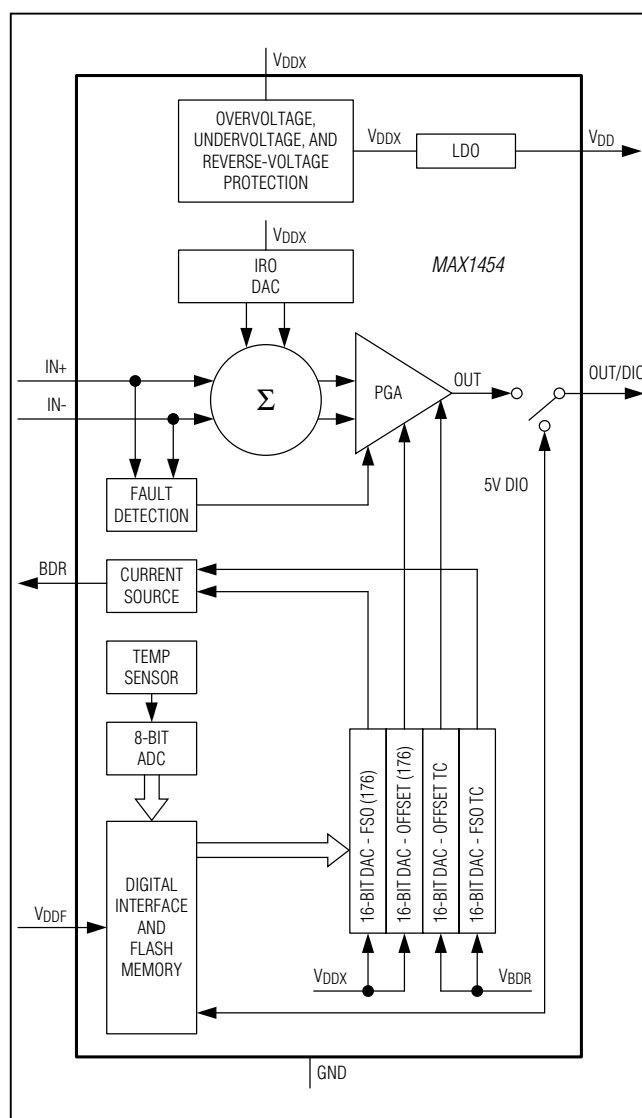 VDDX
OVERVOLTAGE,
UNDERVOLTAGE, AND
REVERSE-VOLTAGE
PROTECTION
VDDX
LDO
VDD
VDDX
IRO
DAC
MAX1454
IN+
IN-
Σ
PGA
OUT
OUT/DIO
5V DIO
FAULT
DETECTION
BDR
CURRENT
SOURCE
TEMP
SENSOR
8-BIT
ADC
DIGITAL
INTERFACE
AND
FLASH
MEMORY
VDDF
16-BIT DAC - FSO (176)
16-BIT DAC - OFFSET (176)
16-BIT DAC - OFFSET TC
16-BIT DAC - FSO TC
VDDX
VBDR
GND